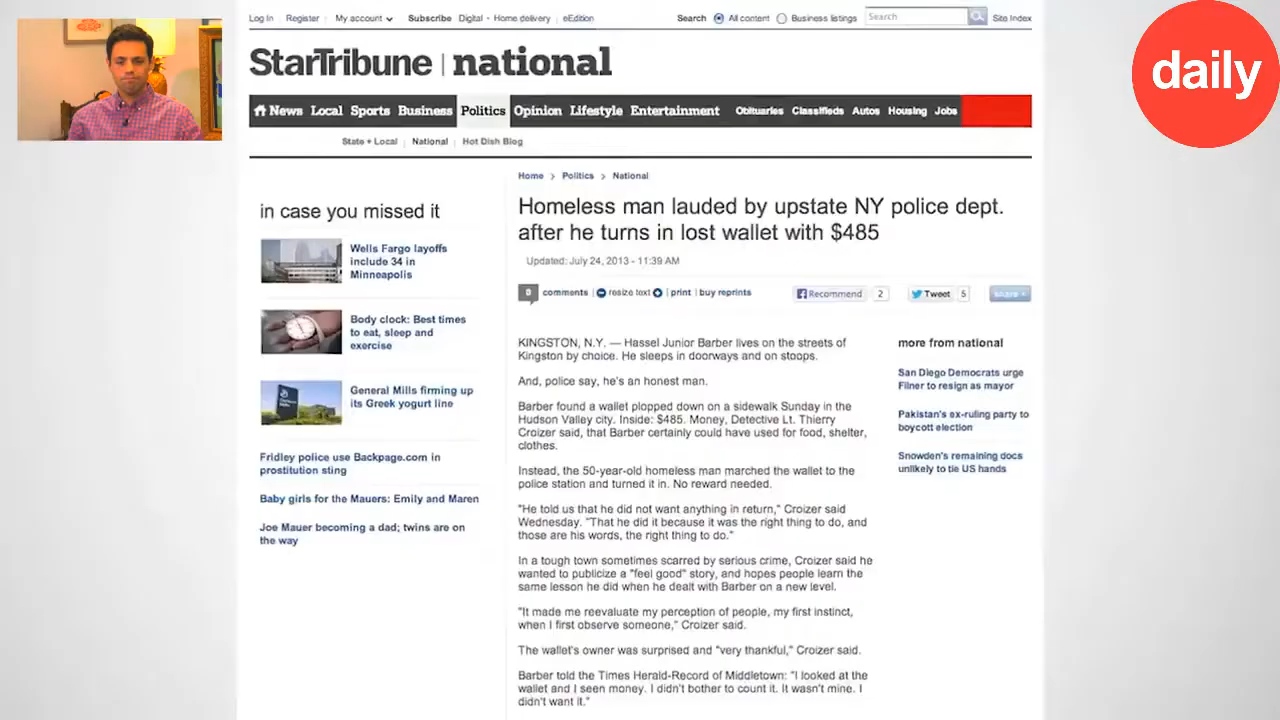 Log In Register My account Subscribe Digital - Home delivery eEdition Search All content Business listings Search Site Index
daily
StarTribune | national
News Local Sports Business Politics Opinion Lifestyle Entertainment Obituaries Classifieds Autos Housing Jobs
State + Local National Hot Dish Blog
Home > Politics > National
in case you missed it
Wells Fargo layoffs
include 34 in
Minneapolis
Body clock: Best times
to eat, sleep and
exercise
General Mills firming up
its Greek yogurt line
Fridley police use Backpage.com in
prostitution sting
Baby girls for the Mauers: Emily and Maren
Joe Mauer becoming a dad; twins are on
the way
Homeless man lauded by upstate NY police dept.
after he turns in lost wallet with $485
Updated: July 24, 2013 - 11:39 AM
0 comments resize text print buy reprints Recommend 2 Tweet 5 share +
KINGSTON, N.Y. — Hassel Junior Barber lives on the streets of
Kingston by choice. He sleeps in doorways and on stoops.
And, police say, he's an honest man.
Barber found a wallet plopped down on a sidewalk Sunday in the
Hudson Valley city. Inside: $485. Money, Detective Lt. Thierry
Croizer said, that Barber certainly could have used for food, shelter,
clothes.
Instead, the 50-year-old homeless man marched the wallet to the
police station and turned it in. No reward needed.
"He told us that he did not want anything in return," Croizer said
Wednesday. "That he did it because it was the right thing to do, and
those are his words, the right thing to do."
In a tough town sometimes scarred by serious crime, Croizer said he
wanted to publicize a "feel good" story, and hopes people learn the
same lesson he did when he dealt with Barber on a new level.
"It made me reevaluate my perception of people, my first instinct,
when I first observe someone," Croizer said.
The wallet's owner was surprised and "very thankful," Croizer said.
Barber told the Times Herald-Record of Middletown: "I looked at the
wallet and I seen money. I didn't bother to count it. It wasn't mine. I
didn't want it."
more from national
San Diego Democrats urge
Filner to resign as mayor
Pakistan's ex-ruling party to
boycott election
Snowden's remaining docs
unlikely to tie US hands